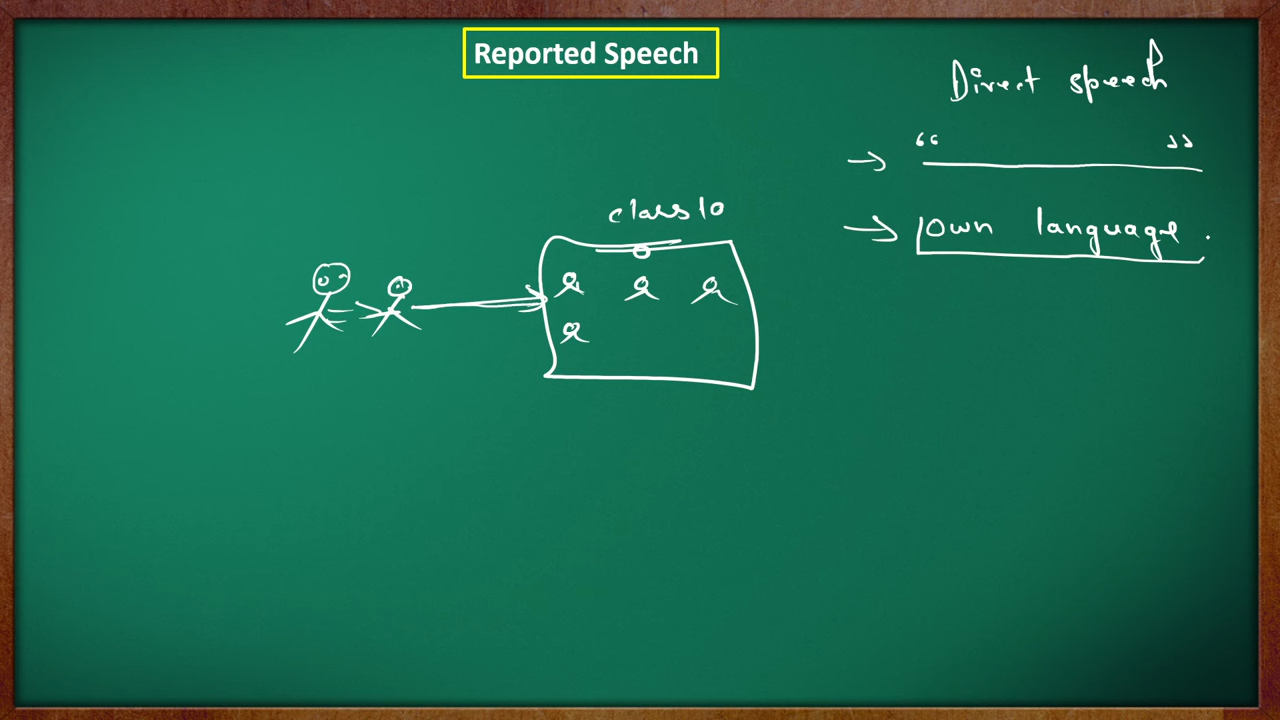 Reported Speech
Direct speech
→ “ ”
→ own language.
class 10